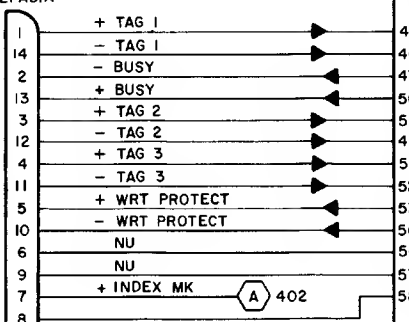 1 + TAG 1
14 − TAG 1
2 − BUSY
13 + BUSY
3 + TAG 2
12 − TAG 2
4 + TAG 3
11 − TAG 3
5 + WRT PROTECT
10 − WRT PROTECT
6 NU
9 NU
7 + INDEX MK A 402
8